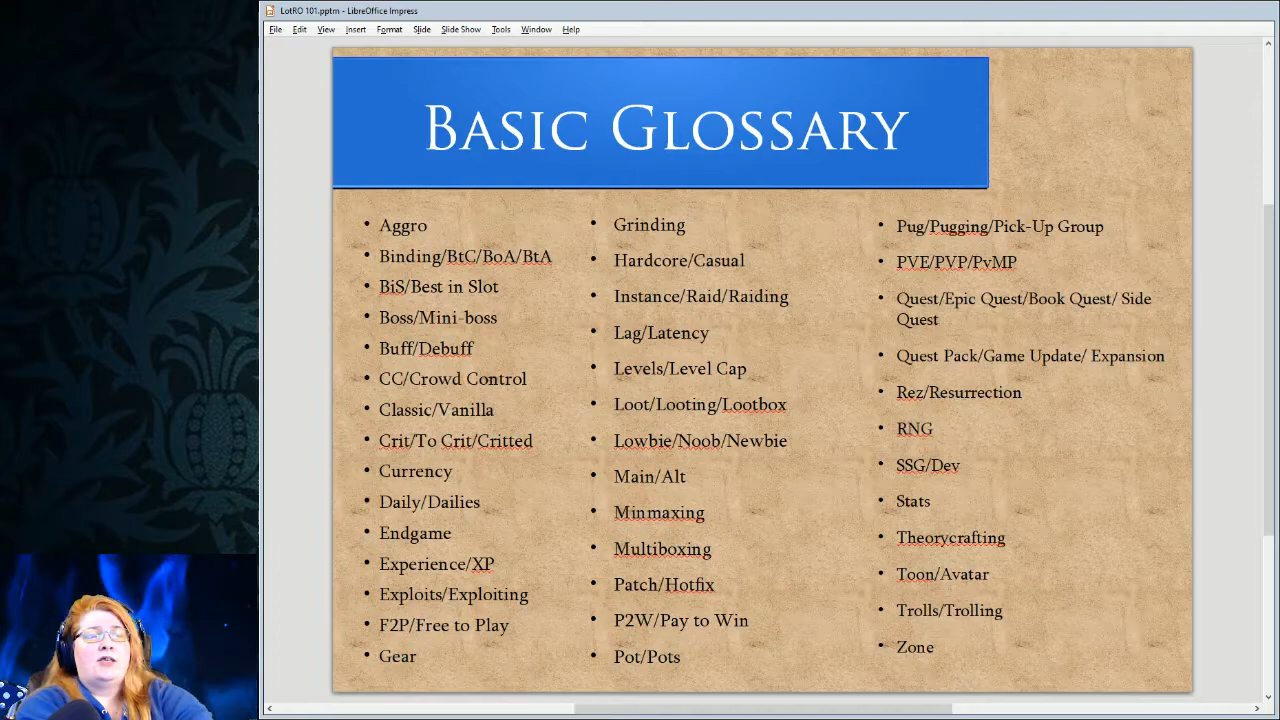 LotRO 101.pptm - LibreOffice Impress
File Edit View Insert Format Slide Slide Show Tools Window Help
Basic Glossary
• Aggro
• Binding/BtC/BoA/BtA
• BiS/Best in Slot
• Boss/Mini-boss
• Buff/Debuff
• CC/Crowd Control
• Classic/Vanilla
• Crit/To Crit/Critted
• Currency
• Daily/Dailies
• Endgame
• Experience/XP
• Exploits/Exploiting
• F2P/Free to Play
• Gear
• Grinding
• Hardcore/Casual
• Instance/Raid/Raiding
• Lag/Latency
• Levels/Level Cap
• Loot/Looting/Lootbox
• Lowbie/Noob/Newbie
• Main/Alt
• Minmaxing
• Multiboxing
• Patch/Hotfix
• P2W/Pay to Win
• Pot/Pots
• Pug/Pugging/Pick-Up Group
• PVE/PVP/PvMP
• Quest/Epic Quest/Book Quest/ Side
Quest
• Quest Pack/Game Update/ Expansion
• Rez/Resurrection
• RNG
• SSG/Dev
• Stats
• Theorycrafting
• Toon/Avatar
• Trolls/Trolling
• Zone